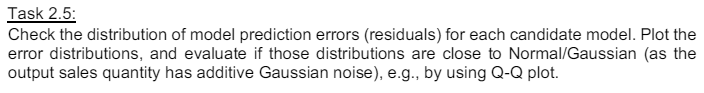 Task 2.5:
Check the distribution of model prediction errors (residuals) for each candidate model. Plot the
error distributions, and evaluate if those distributions are close to Normal/Gaussian (as the
output sales quantity has additive Gaussian noise), e.g., by using Q-Q plot.